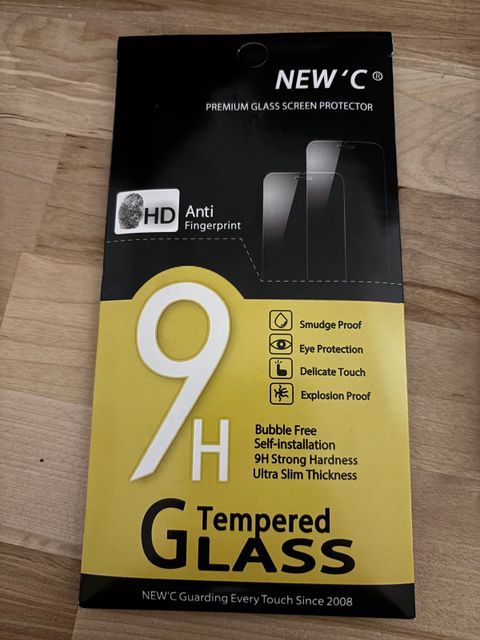 NEW 'C ®
PREMIUM GLASS SCREEN PROTECTOR
HD Anti
Fingerprint
9H
Smudge Proof
Eye Protection
Delicate Touch
Explosion Proof
Bubble Free
Self-installation
9H Strong Hardness
Ultra Slim Thickness
Tempered
GLASS
NEW'C Guarding Every Touch Since 2008